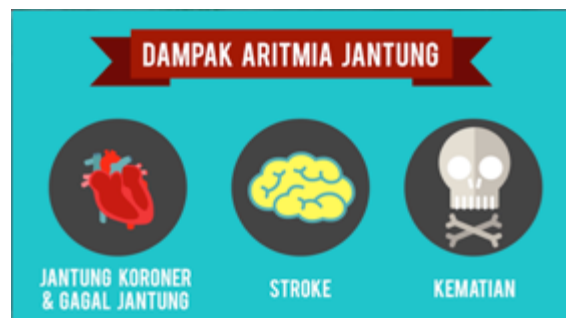 DAMPAK ARITMIA JANTUNG
JANTUNG KORONER
& GAGAL JANTUNG
STROKE
KEMATIAN